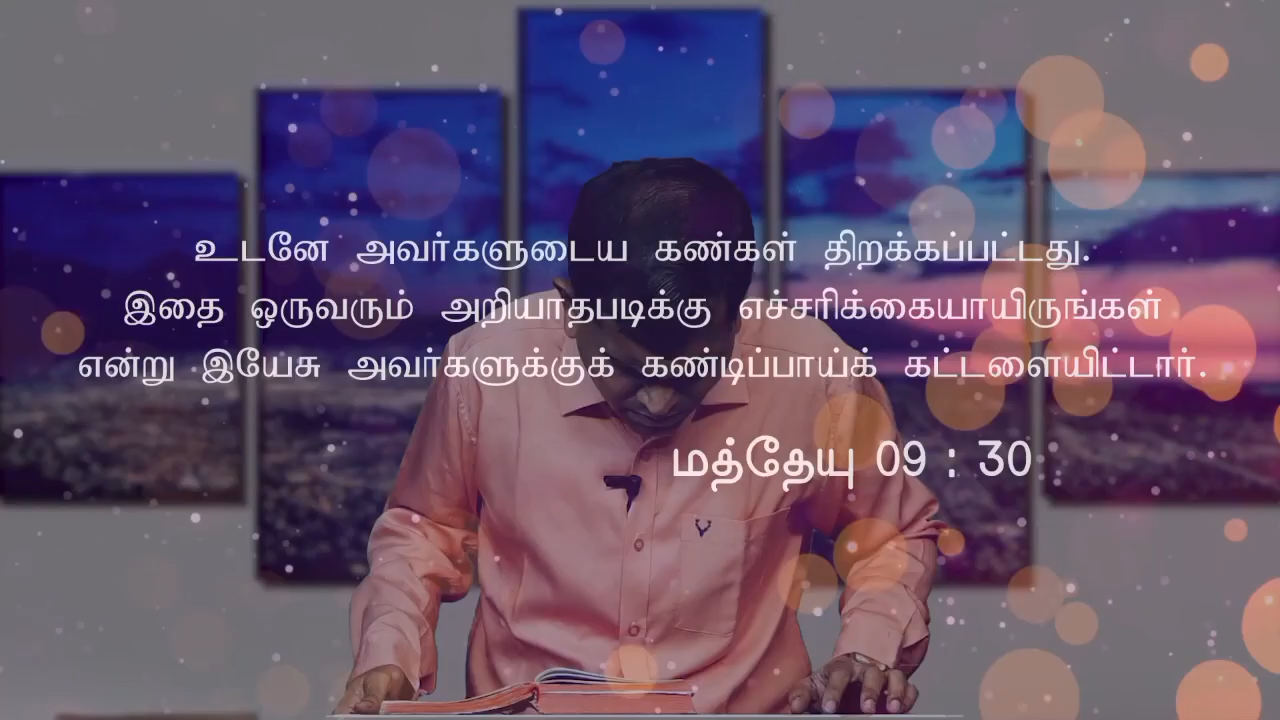 உடனே அவர்களுடைய கண்கள் திறக்கப்பட்டது.
இதை ஒருவரும் அறியாதபடிக்கு எச்சரிக்கையாயிருங்கள்
என்று இயேசு அவர்களுக்குக் கண்டிப்பாய்க் கட்டளையிட்டார்.
மத்தேயு 09 : 30